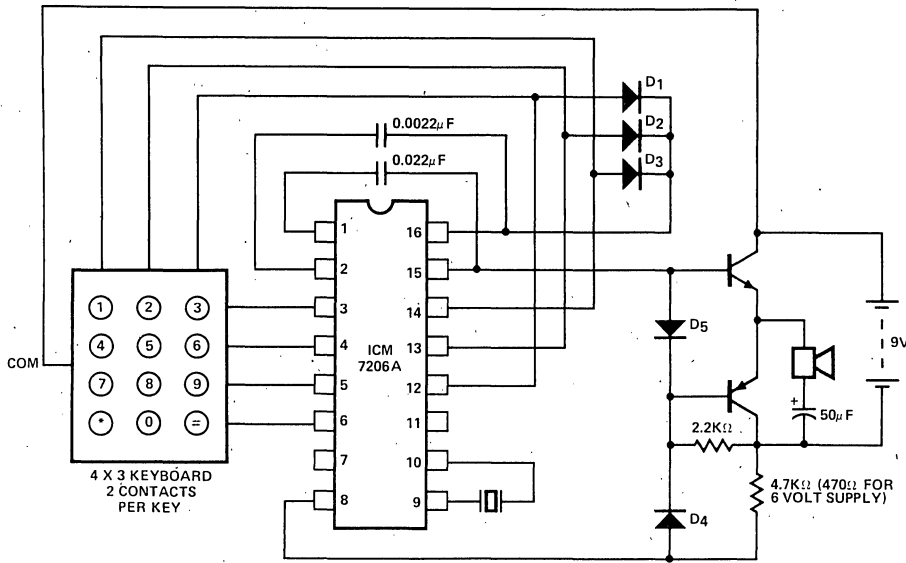 D1
0.0022µF
D2
0.022µF
D3
1 16
2 15
1 2 3
3 14
D5
4 5 6
4 ICM 7206A 13
COM
9V
7 8 9
5 12
+
50µF
* 0 =
6 11
2.2KΩ
4 X 3 KEYBOARD
2 CONTACTS
PER KEY
7 10
8 9
D4
4.7KΩ (470Ω FOR
6 VOLT SUPPLY)